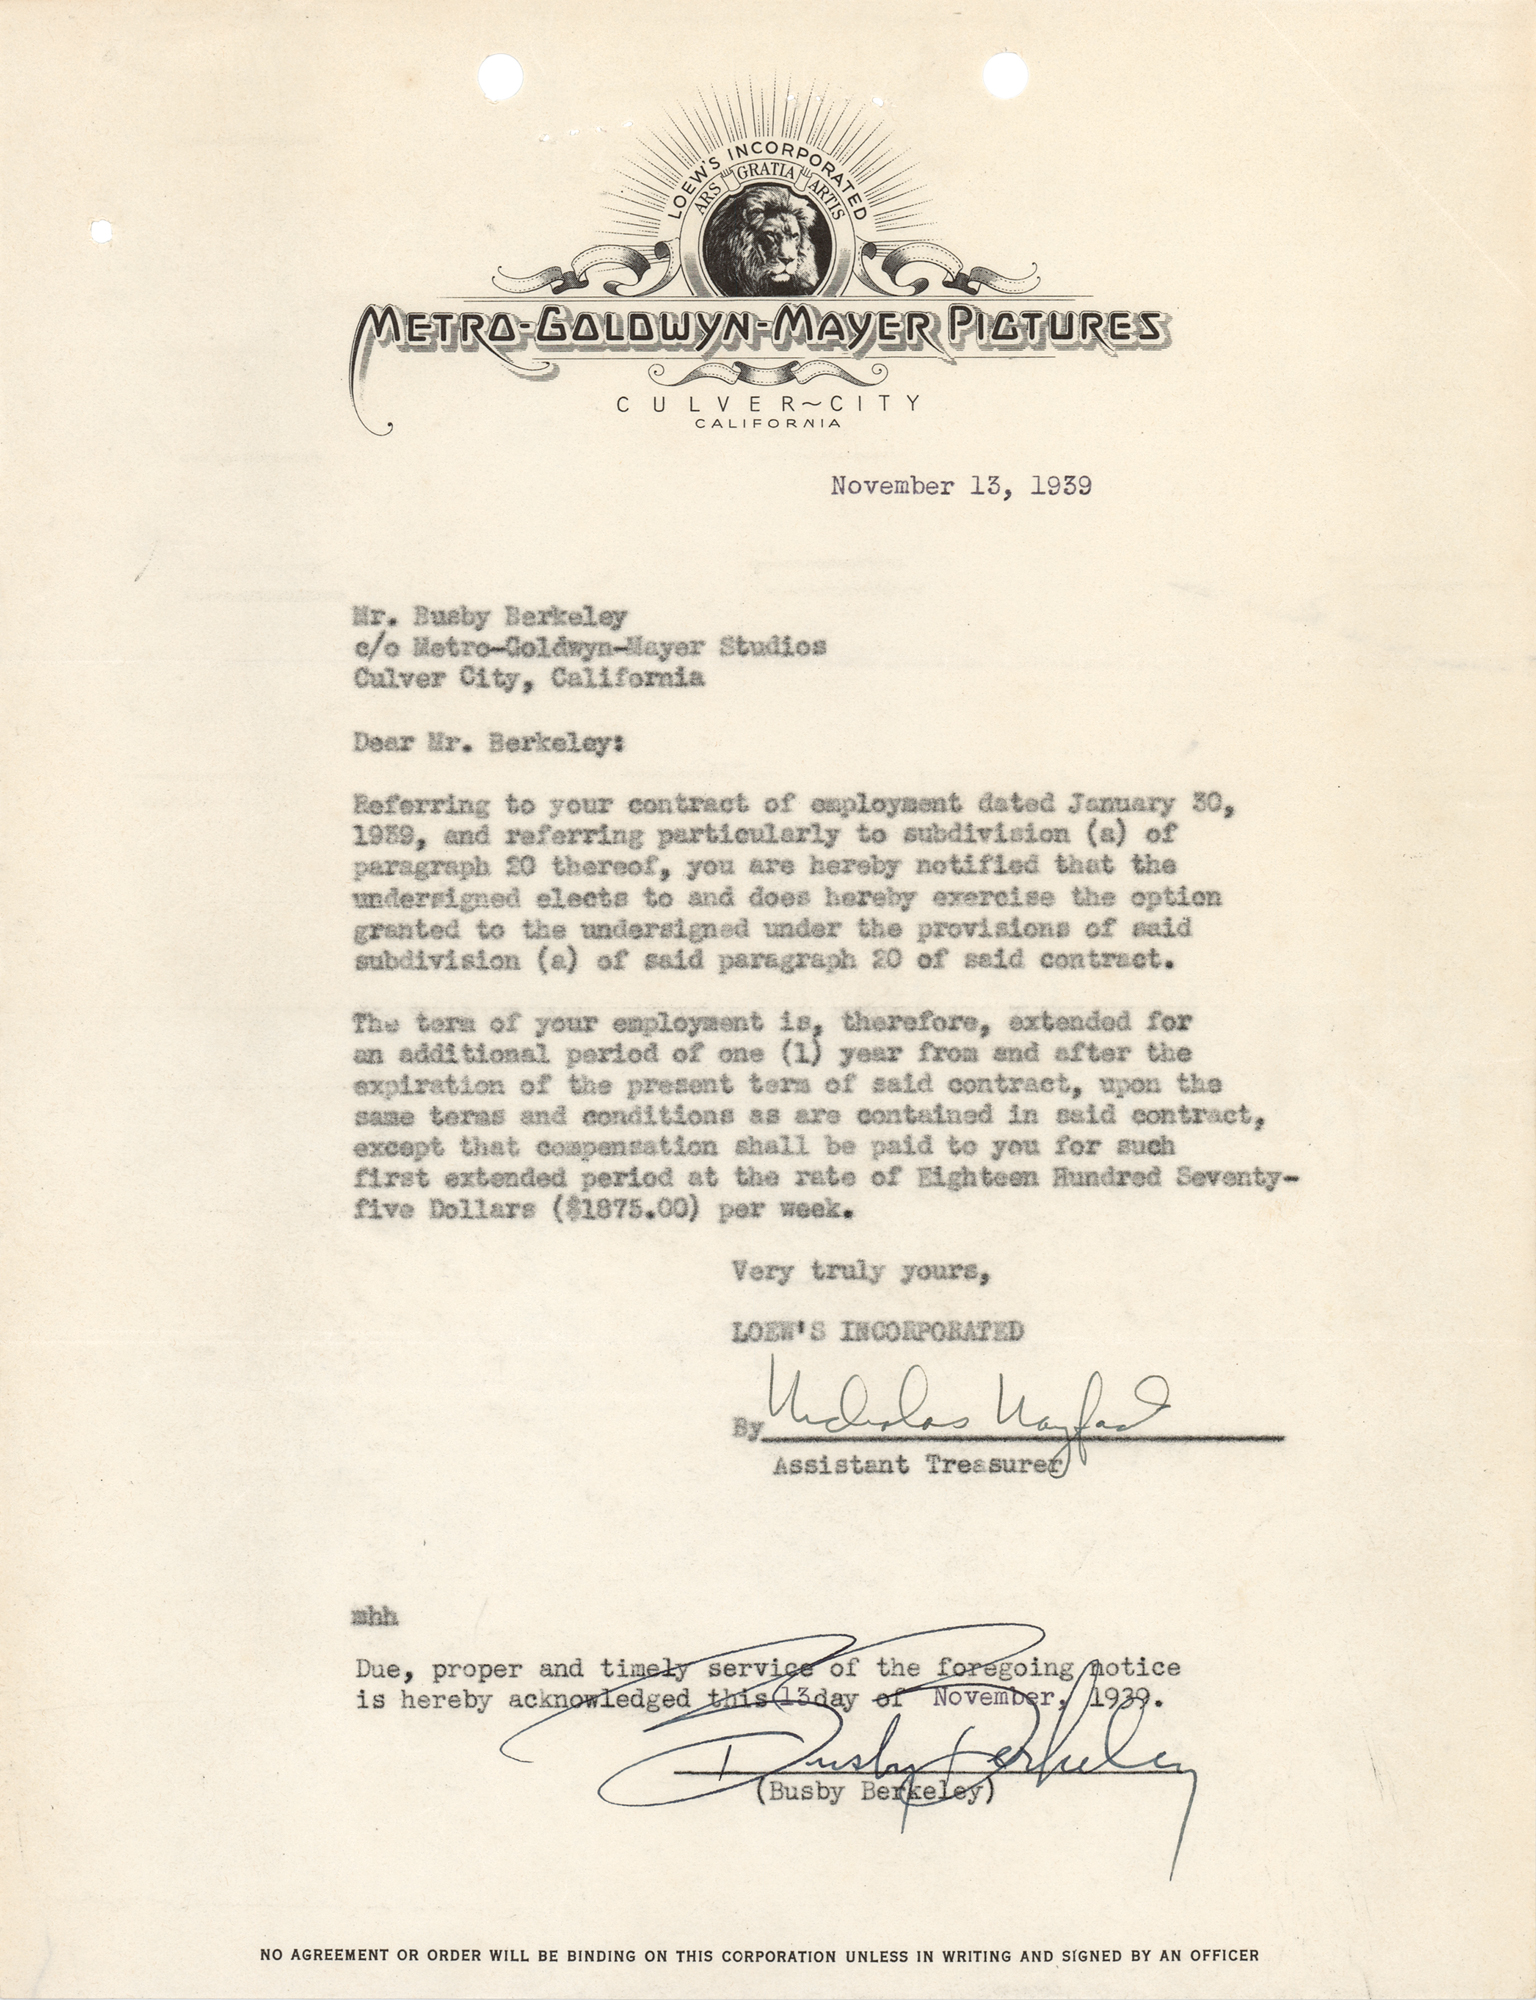 LOEW'S INCORPORATED
ARS GRATIA ARTIS
METRO-GOLDWYN-MAYER PICTURES
CULVER~CITY
CALIFORNIA
November 13, 1939
Mr. Busby Berkeley
c/o Metro-Goldwyn-Mayer Studios
Culver City, California
Dear Mr. Berkeley:
Referring to your contract of employment dated January 30,
1939, and referring particularly to subdivision (a) of
paragraph 20 thereof, you are hereby notified that the
undersigned elects to and does hereby exercise the option
granted to the undersigned under the provisions of said
subdivision (a) of said paragraph 20 of said contract.
The term of your employment is, therefore, extended for
an additional period of one (1) year from and after the
expiration of the present term of said contract, upon the
same terms and conditions as are contained in said contract,
except that compensation shall be paid to you for such
first extended period at the rate of Eighteen Hundred Seventy-
five Dollars ($1875.00) per week.
Very truly yours,
LOEW'S INCORPORATED
By Nicholas Nayfack
Assistant Treasurer
mhh
Due, proper and timely service of the foregoing notice
is hereby acknowledged this 13 day of November, 1939.
Busby Berkeley
(Busby Berkeley)
NO AGREEMENT OR ORDER WILL BE BINDING ON THIS CORPORATION UNLESS IN WRITING AND SIGNED BY AN OFFICER